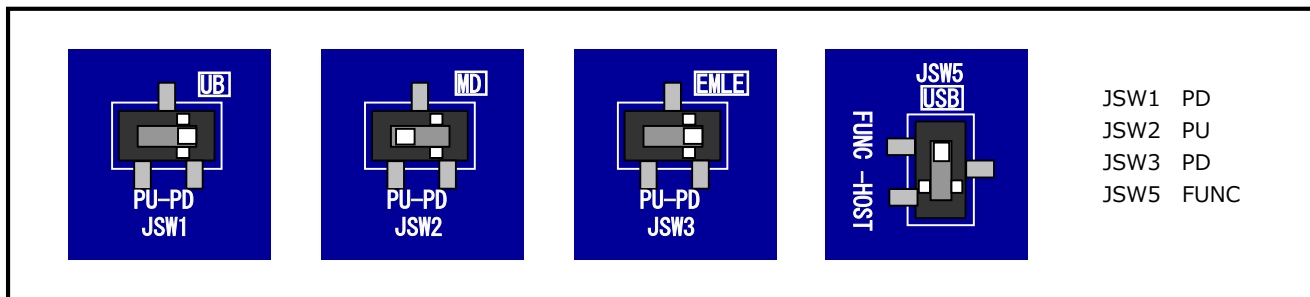 UB
PU-PD
JSW1
MD
PU-PD
JSW2
EMLE
PU-PD
JSW3
JSW5
USB
FUNC -HOST
JSW1 PD
JSW2 PU
JSW3 PD
JSW5 FUNC